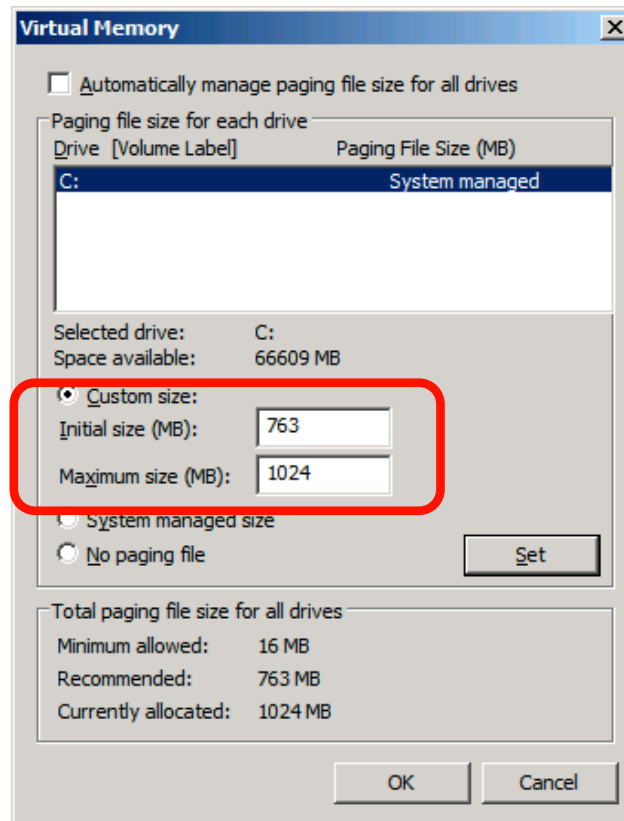 Virtual Memory
Automatically manage paging file size for all drives
Paging file size for each drive
Drive [Volume Label] Paging File Size (MB)
C: System managed
Selected drive: C:
Space available: 66609 MB
Custom size:
Initial size (MB): 763
Maximum size (MB): 1024
System managed size
No paging file Set
Total paging file size for all drives
Minimum allowed: 16 MB
Recommended: 763 MB
Currently allocated: 1024 MB
OK Cancel